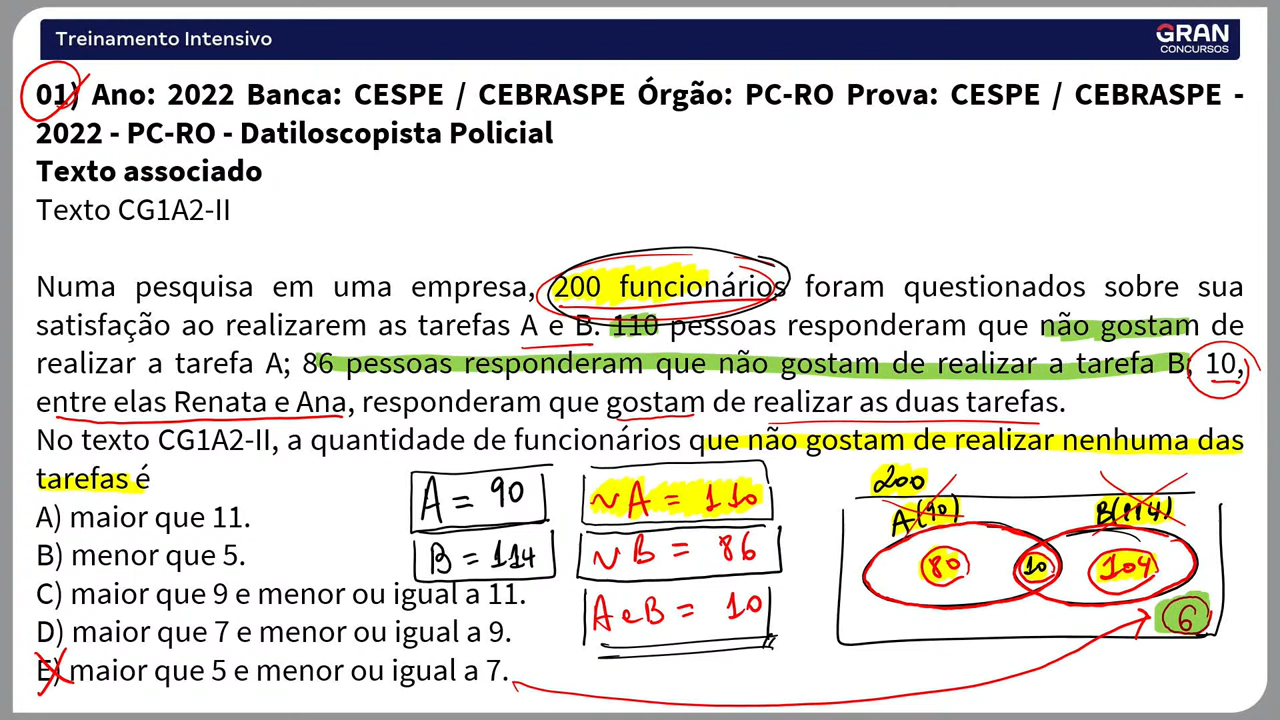 Treinamento Intensivo
GRAN
CONCURSOS
01) Ano: 2022 Banca: CESPE / CEBRASPE Órgão: PC-RO Prova: CESPE / CEBRASPE -
2022 - PC-RO - Datiloscopista Policial
Texto associado
Texto CG1A2-II
Numa pesquisa em uma empresa, 200 funcionários foram questionados sobre sua
satisfação ao realizarem as tarefas A e B. 110 pessoas responderam que não gostam de
realizar a tarefa A; 86 pessoas responderam que não gostam de realizar a tarefa B; 10,
entre elas Renata e Ana, responderam que gostam de realizar as duas tarefas.
No texto CG1A2-II, a quantidade de funcionários que não gostam de realizar nenhuma das
tarefas é
A) maior que 11.
B) menor que 5.
C) maior que 9 e menor ou igual a 11.
D) maior que 7 e menor ou igual a 9.
E) maior que 5 e menor ou igual a 7.
A = 90
B = 114
~A = 110
~B = 86
A e B = 10
200
A(90)
B(114)
80
10
104
6